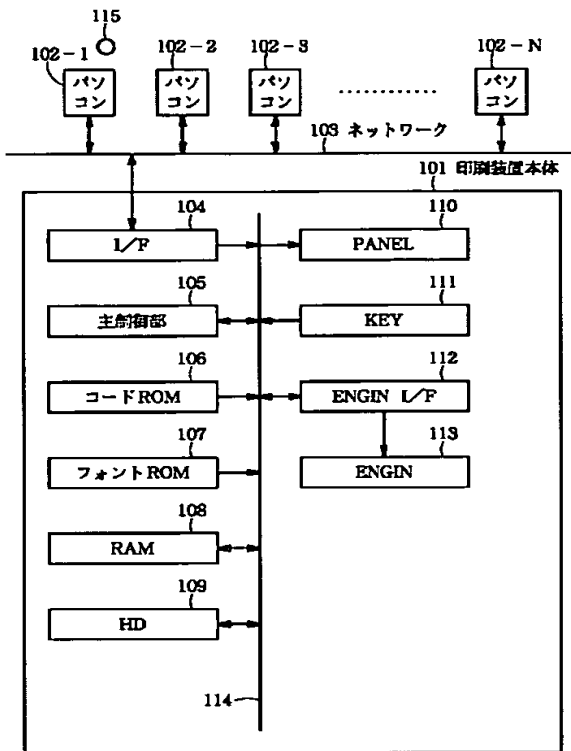 115
102-1
102-2
102-3
102-N
パソコン
パソコン
パソコン
............
パソコン
103 ネットワーク
101 印刷装置本体
104
I/F
110
PANEL
105
主制御部
111
KEY
106
コードROM
112
ENGIN I/F
107
フォントROM
113
ENGIN
108
RAM
109
HD
114